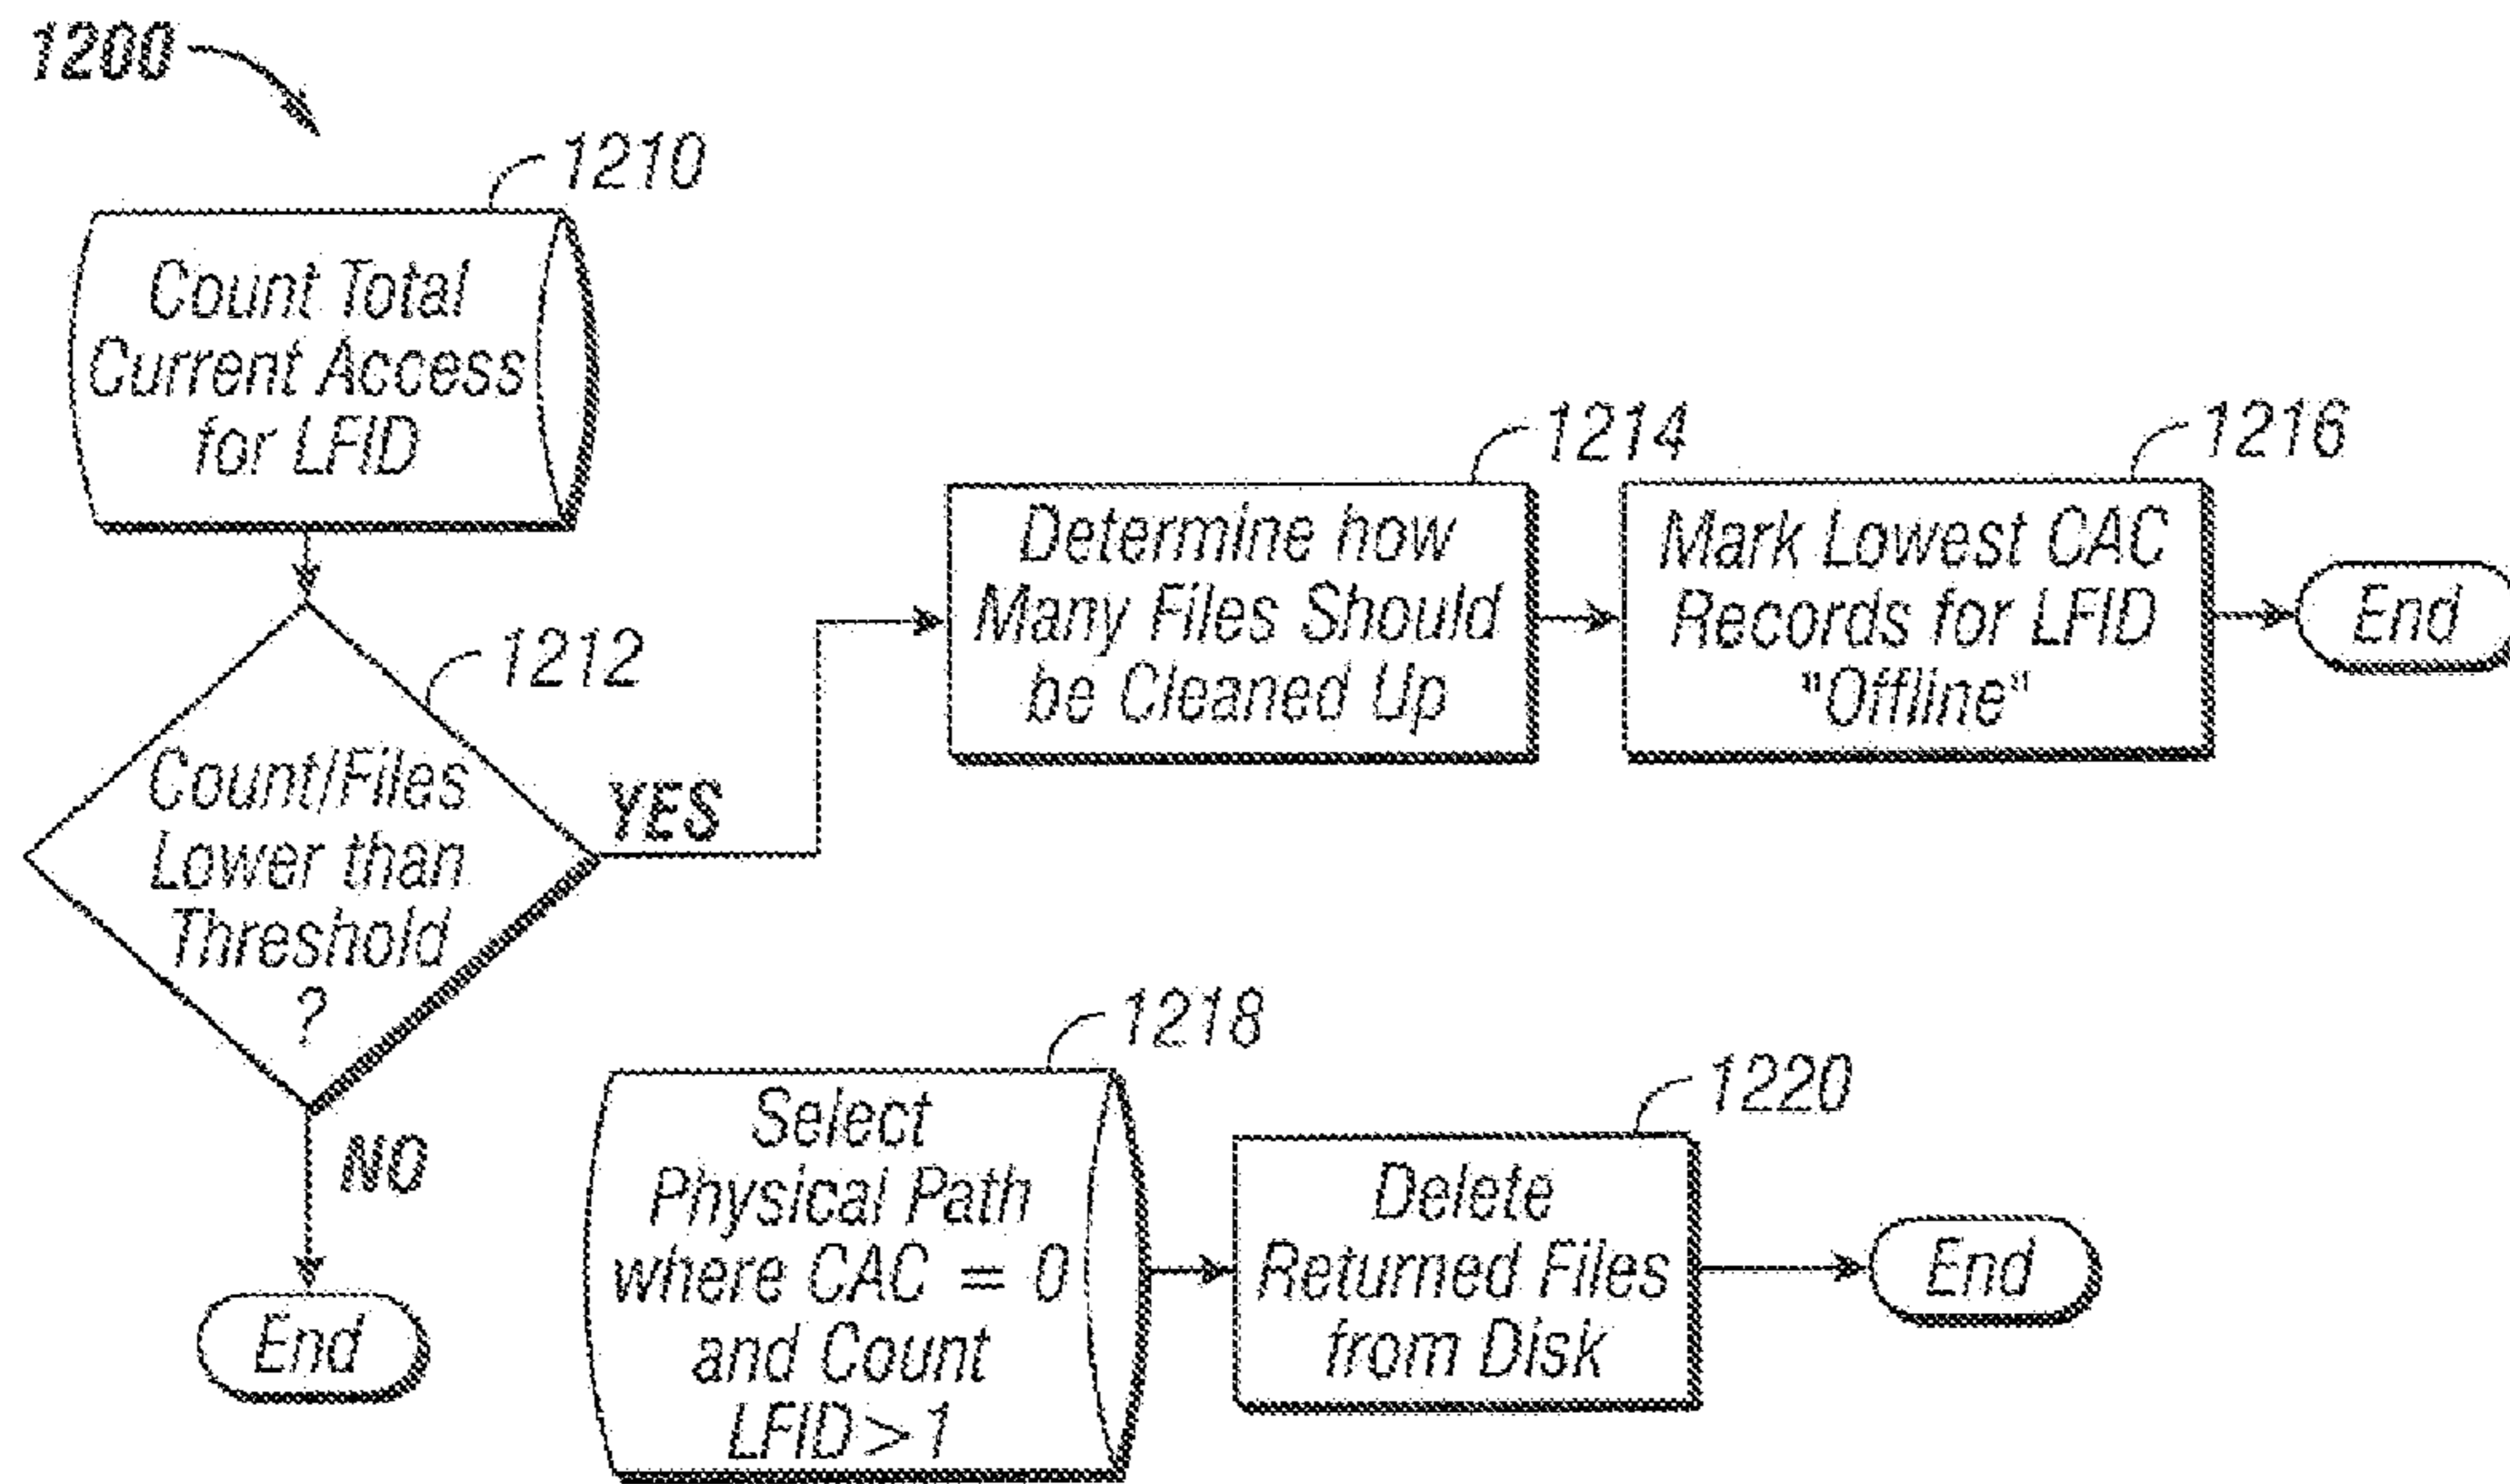 1200
1210
Count Total
Current Access
for LFID
1212
Count/Files
Lower than
Threshold
?
YES
NO
End
1214
Determine how
Many Files Should
be Cleaned Up
1216
Mark Lowest CAC
Records for LFID
"Offline"
End
1218
Select
Physical Path
where CAC = 0
and Count
LFID > 1
1220
Delete
Returned Files
from Disk
End